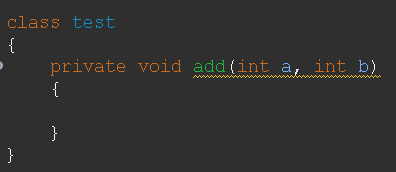 class test
{
private void add(int a, int b)
{
}
}